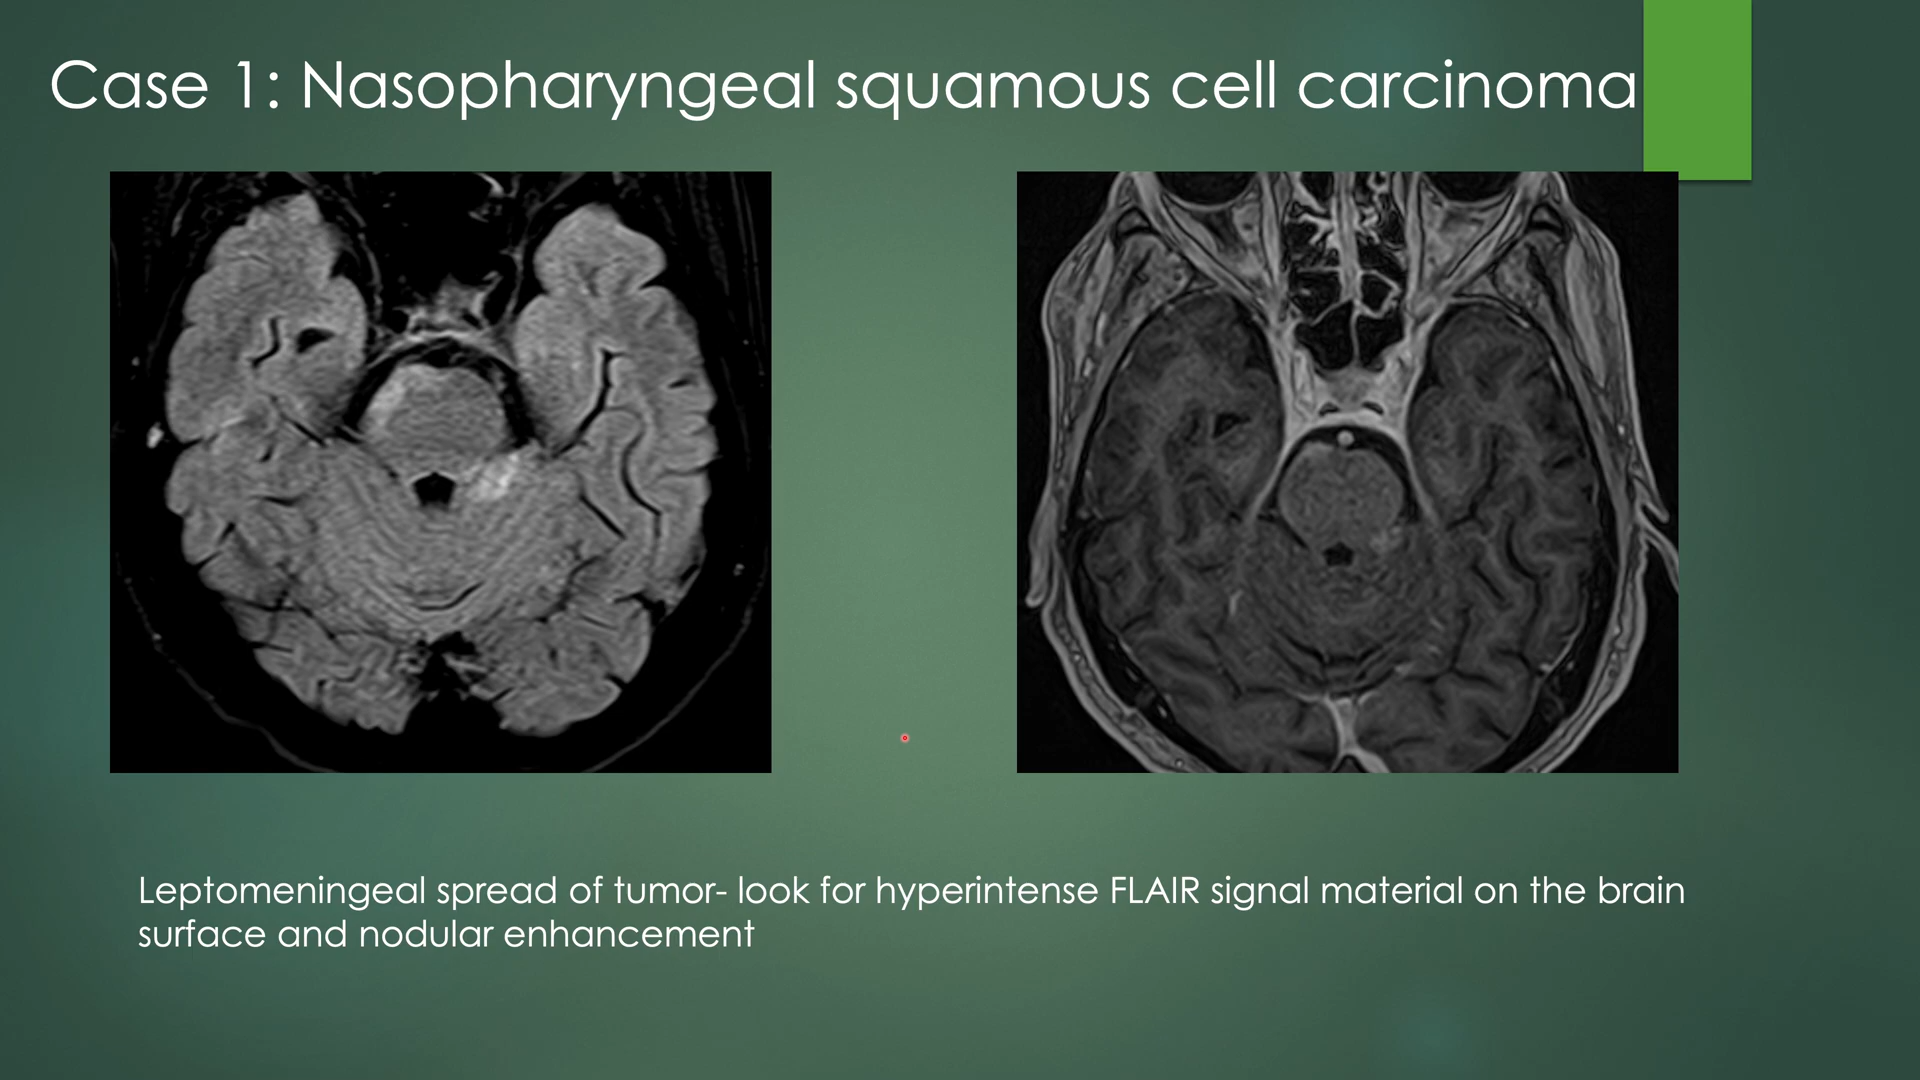 Case 1: Nasopharyngeal squamous cell carcinoma
Leptomeningeal spread of tumor- look for hyperintense FLAIR signal material on the brain
surface and nodular enhancement